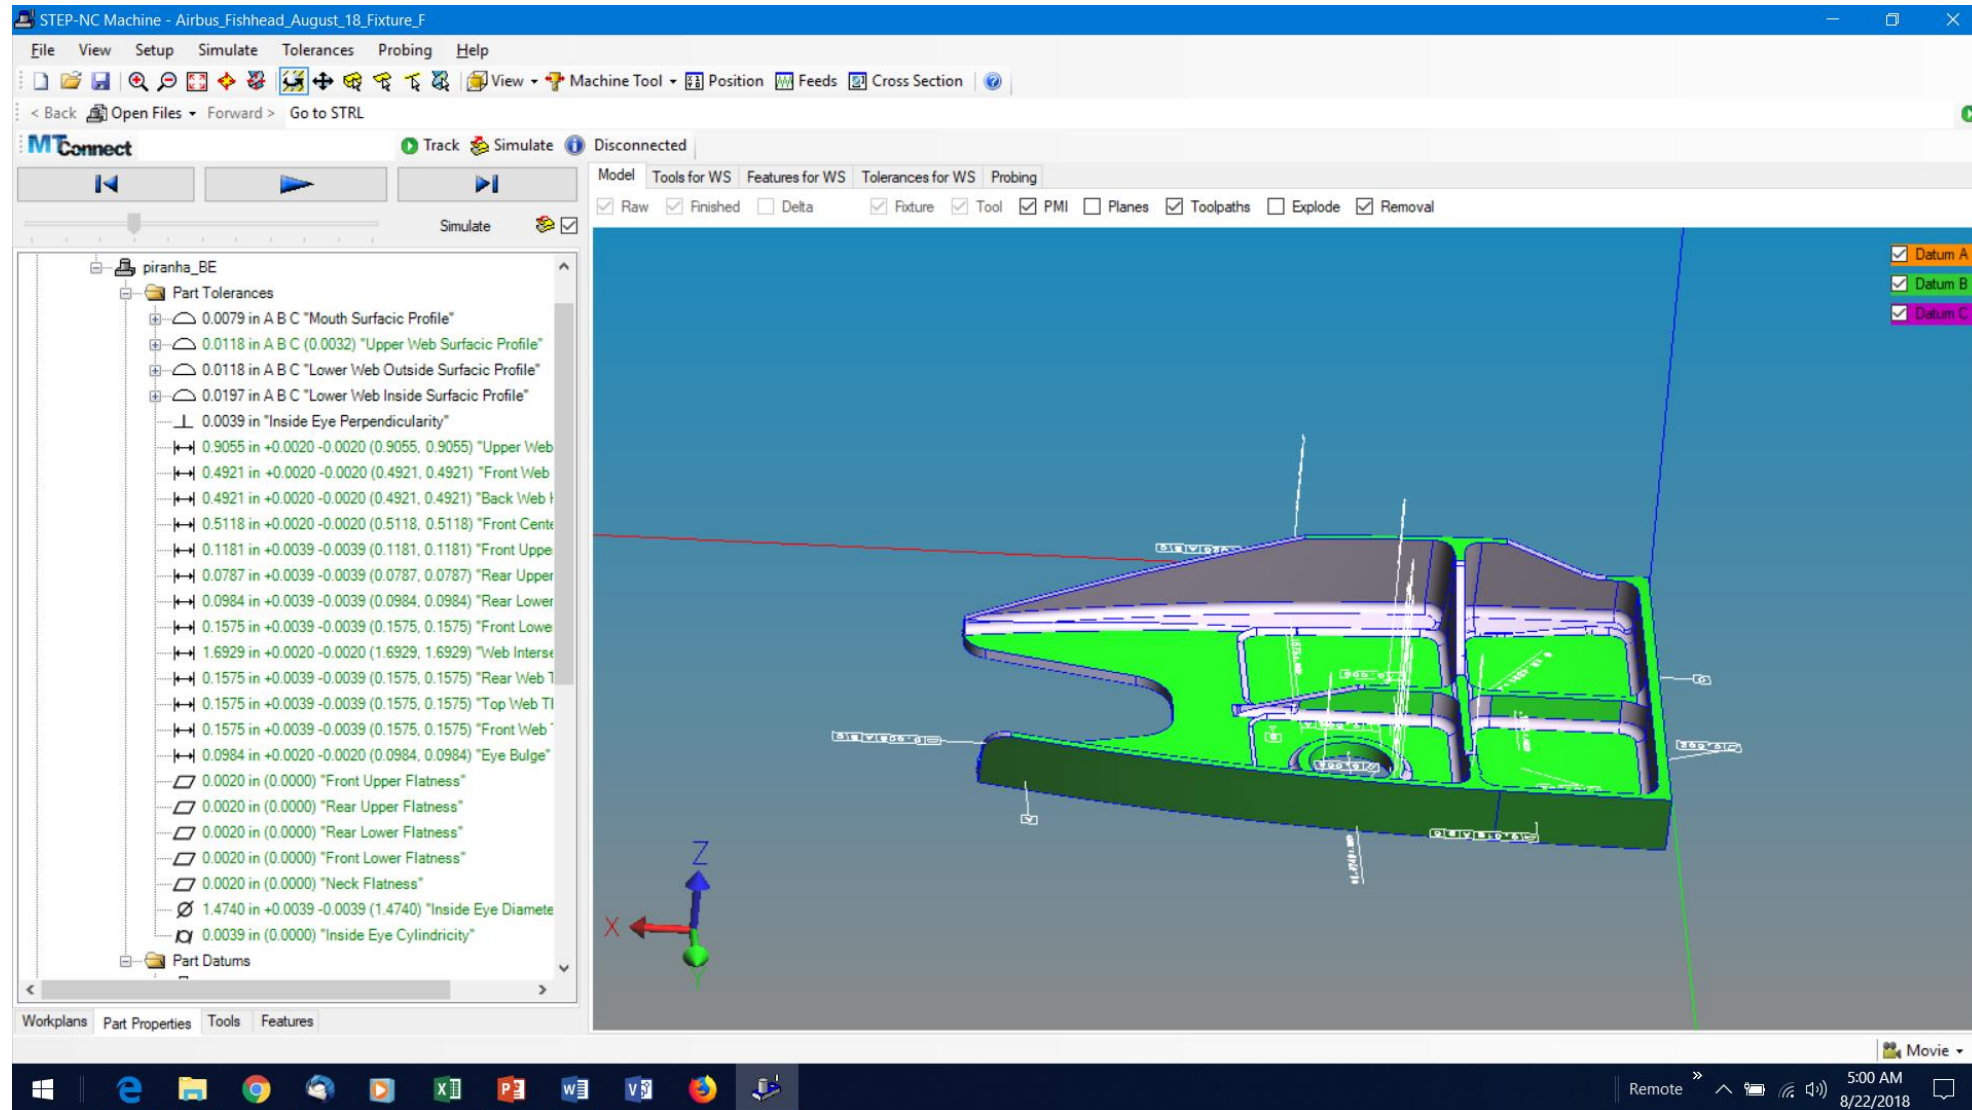 STEP-NC Machine - Airbus_Fishhead_August_18_Fixture_F
File View Setup Simulate Tolerances Probing Help
View Machine Tool Position Feeds Cross Section
< Back Open Files Forward > Go to STRL
MTConnect Track Simulate Disconnected
Model Tools for WS Features for WS Tolerances for WS Probing
Raw Finished Delta Fixture Tool PMI Planes Toolpaths Explode Removal
Simulate
Datum A
Datum B
Datum C
piranha_BE
Part Tolerances
0.0079 in A B C "Mouth Surfacic Profile"
0.0118 in A B C (0.0032) "Upper Web Surfacic Profile"
0.0118 in A B C "Lower Web Outside Surfacic Profile"
0.0197 in A B C "Lower Web Inside Surfacic Profile"
0.0039 in "Inside Eye Perpendicularity"
0.9055 in +0.0020 -0.0020 (0.9055, 0.9055) "Upper Web
0.4921 in +0.0020 -0.0020 (0.4921, 0.4921) "Front Web
0.4921 in +0.0020 -0.0020 (0.4921, 0.4921) "Back Web
0.5118 in +0.0020 -0.0020 (0.5118, 0.5118) "Front Cente
0.1181 in +0.0039 -0.0039 (0.1181, 0.1181) "Front Uppe
0.0787 in +0.0039 -0.0039 (0.0787, 0.0787) "Rear Upper
0.0984 in +0.0039 -0.0039 (0.0984, 0.0984) "Rear Lower
0.1575 in +0.0039 -0.0039 (0.1575, 0.1575) "Front Lowe
1.6929 in +0.0020 -0.0020 (1.6929, 1.6929) "Web Interse
0.1575 in +0.0039 -0.0039 (0.1575, 0.1575) "Rear Web T
0.1575 in +0.0039 -0.0039 (0.1575, 0.1575) "Top Web Tl
0.1575 in +0.0039 -0.0039 (0.1575, 0.1575) "Front Web
0.0984 in +0.0020 -0.0020 (0.0984, 0.0984) "Eye Bulge"
0.0020 in (0.0000) "Front Upper Flatness"
0.0020 in (0.0000) "Rear Upper Flatness"
0.0020 in (0.0000) "Rear Lower Flatness"
0.0020 in (0.0000) "Front Lower Flatness"
0.0020 in (0.0000) "Neck Flatness"
1.4740 in +0.0039 -0.0039 (1.4740) "Inside Eye Diamete
0.0039 in (0.0000) "Inside Eye Cylindricity"
Part Datums
Z
X
Y
Workplans Part Properties Tools Features
Movie
Remote
5:00 AM
8/22/2018